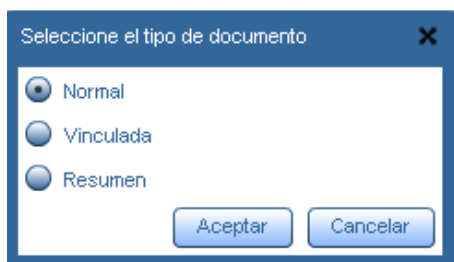 Seleccione el tipo de documento
Normal
Vinculada
Resumen
Aceptar Cancelar